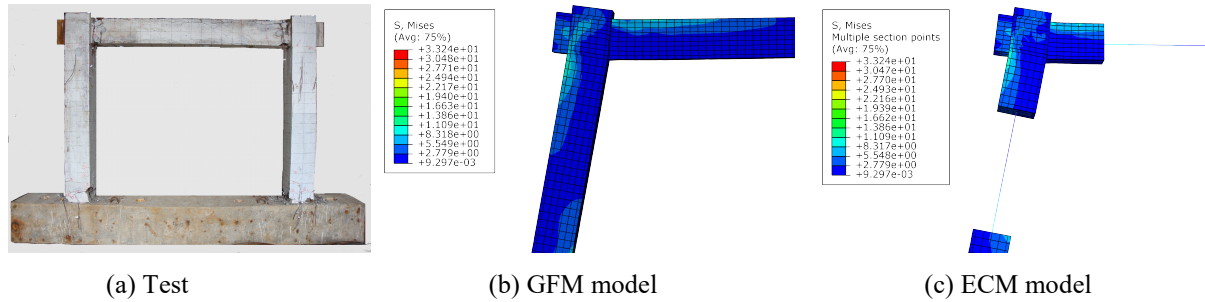 S, Mises
(Avg: 75%)
+3.324e+01
+3.048e+01
+2.771e+01
+2.494e+01
+2.217e+01
+1.940e+01
+1.663e+01
+1.386e+01
+1.109e+01
+8.318e+00
+5.549e+00
+2.779e+00
+9.297e-03
S, Mises
Multiple section points
(Avg: 75%)
+3.324e+01
+3.047e+01
+2.770e+01
+2.493e+01
+2.216e+01
+1.939e+01
+1.662e+01
+1.386e+01
+1.109e+01
+8.317e+00
+5.548e+00
+2.779e+00
+9.297e-03
(a) Test
(b) GFM model
(c) ECM model